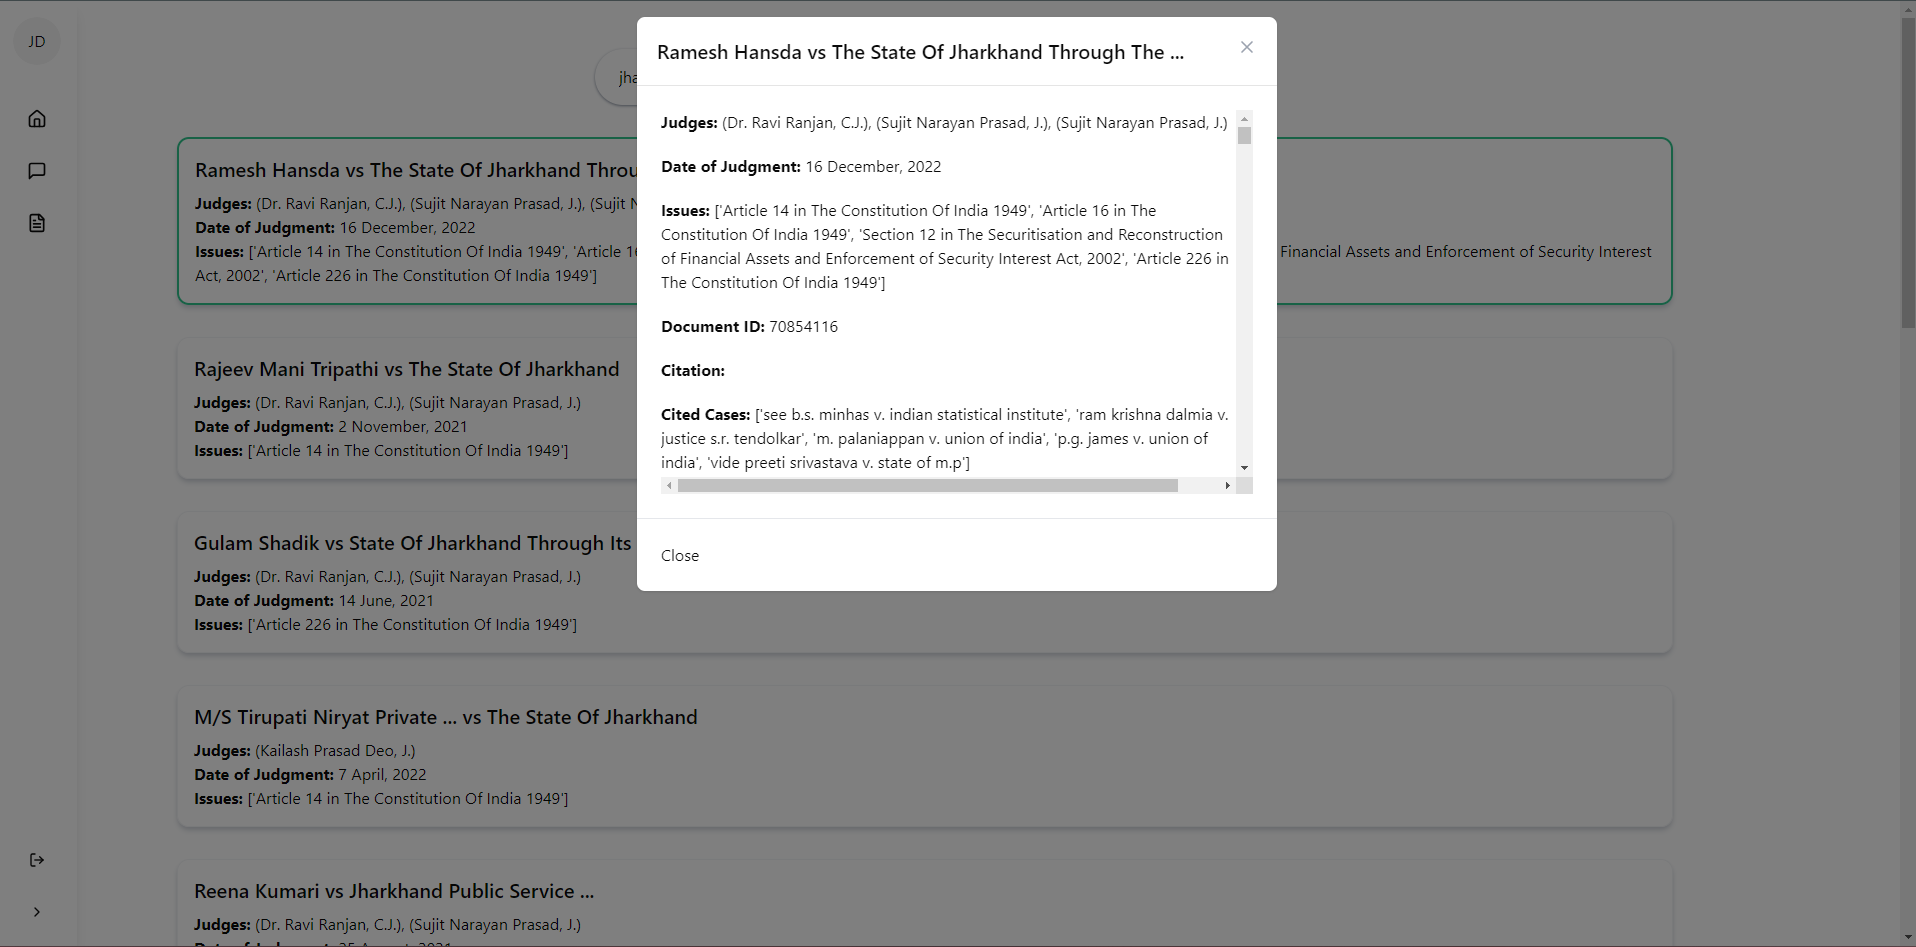 JD
jha
Ramesh Hansda vs The State Of Jharkhand Throu
Judges: (Dr. Ravi Ranjan, C.J.), (Sujit Narayan Prasad, J.), (Sujit N
Date of Judgment: 16 December, 2022
Issues: ['Article 14 in The Constitution Of India 1949', 'Article 16 Financial Assets and Enforcement of Security Interest
Act, 2002', 'Article 226 in The Constitution Of India 1949']
Rajeev Mani Tripathi vs The State Of Jharkhand
Judges: (Dr. Ravi Ranjan, C.J.), (Sujit Narayan Prasad, J.)
Date of Judgment: 2 November, 2021
Issues: ['Article 14 in The Constitution Of India 1949']
Gulam Shadik vs State Of Jharkhand Through Its
Judges: (Dr. Ravi Ranjan, C.J.), (Sujit Narayan Prasad, J.)
Date of Judgment: 14 June, 2021
Issues: ['Article 226 in The Constitution Of India 1949']
M/S Tirupati Niryat Private ... vs The State Of Jharkhand
Judges: (Kailash Prasad Deo, J.)
Date of Judgment: 7 April, 2022
Issues: ['Article 14 in The Constitution Of India 1949']
Reena Kumari vs Jharkhand Public Service ...
Judges: (Dr. Ravi Ranjan, C.J.), (Sujit Narayan Prasad, J.)
Ramesh Hansda vs The State Of Jharkhand Through The ...
Judges: (Dr. Ravi Ranjan, C.J.), (Sujit Narayan Prasad, J.), (Sujit Narayan Prasad, J.)
Date of Judgment: 16 December, 2022
Issues: ['Article 14 in The Constitution Of India 1949', 'Article 16 in The
Constitution Of India 1949', 'Section 12 in The Securitisation and Reconstruction
of Financial Assets and Enforcement of Security Interest Act, 2002', 'Article 226 in
The Constitution Of India 1949']
Document ID: 70854116
Citation:
Cited Cases: ['see b.s. minhas v. indian statistical institute', 'ram krishna dalmia v.
justice s.r. tendolkar', 'm. palaniappan v. union of india', 'p.g. james v. union of
india', 'vide preeti srivastava v. state of m.p']
Close